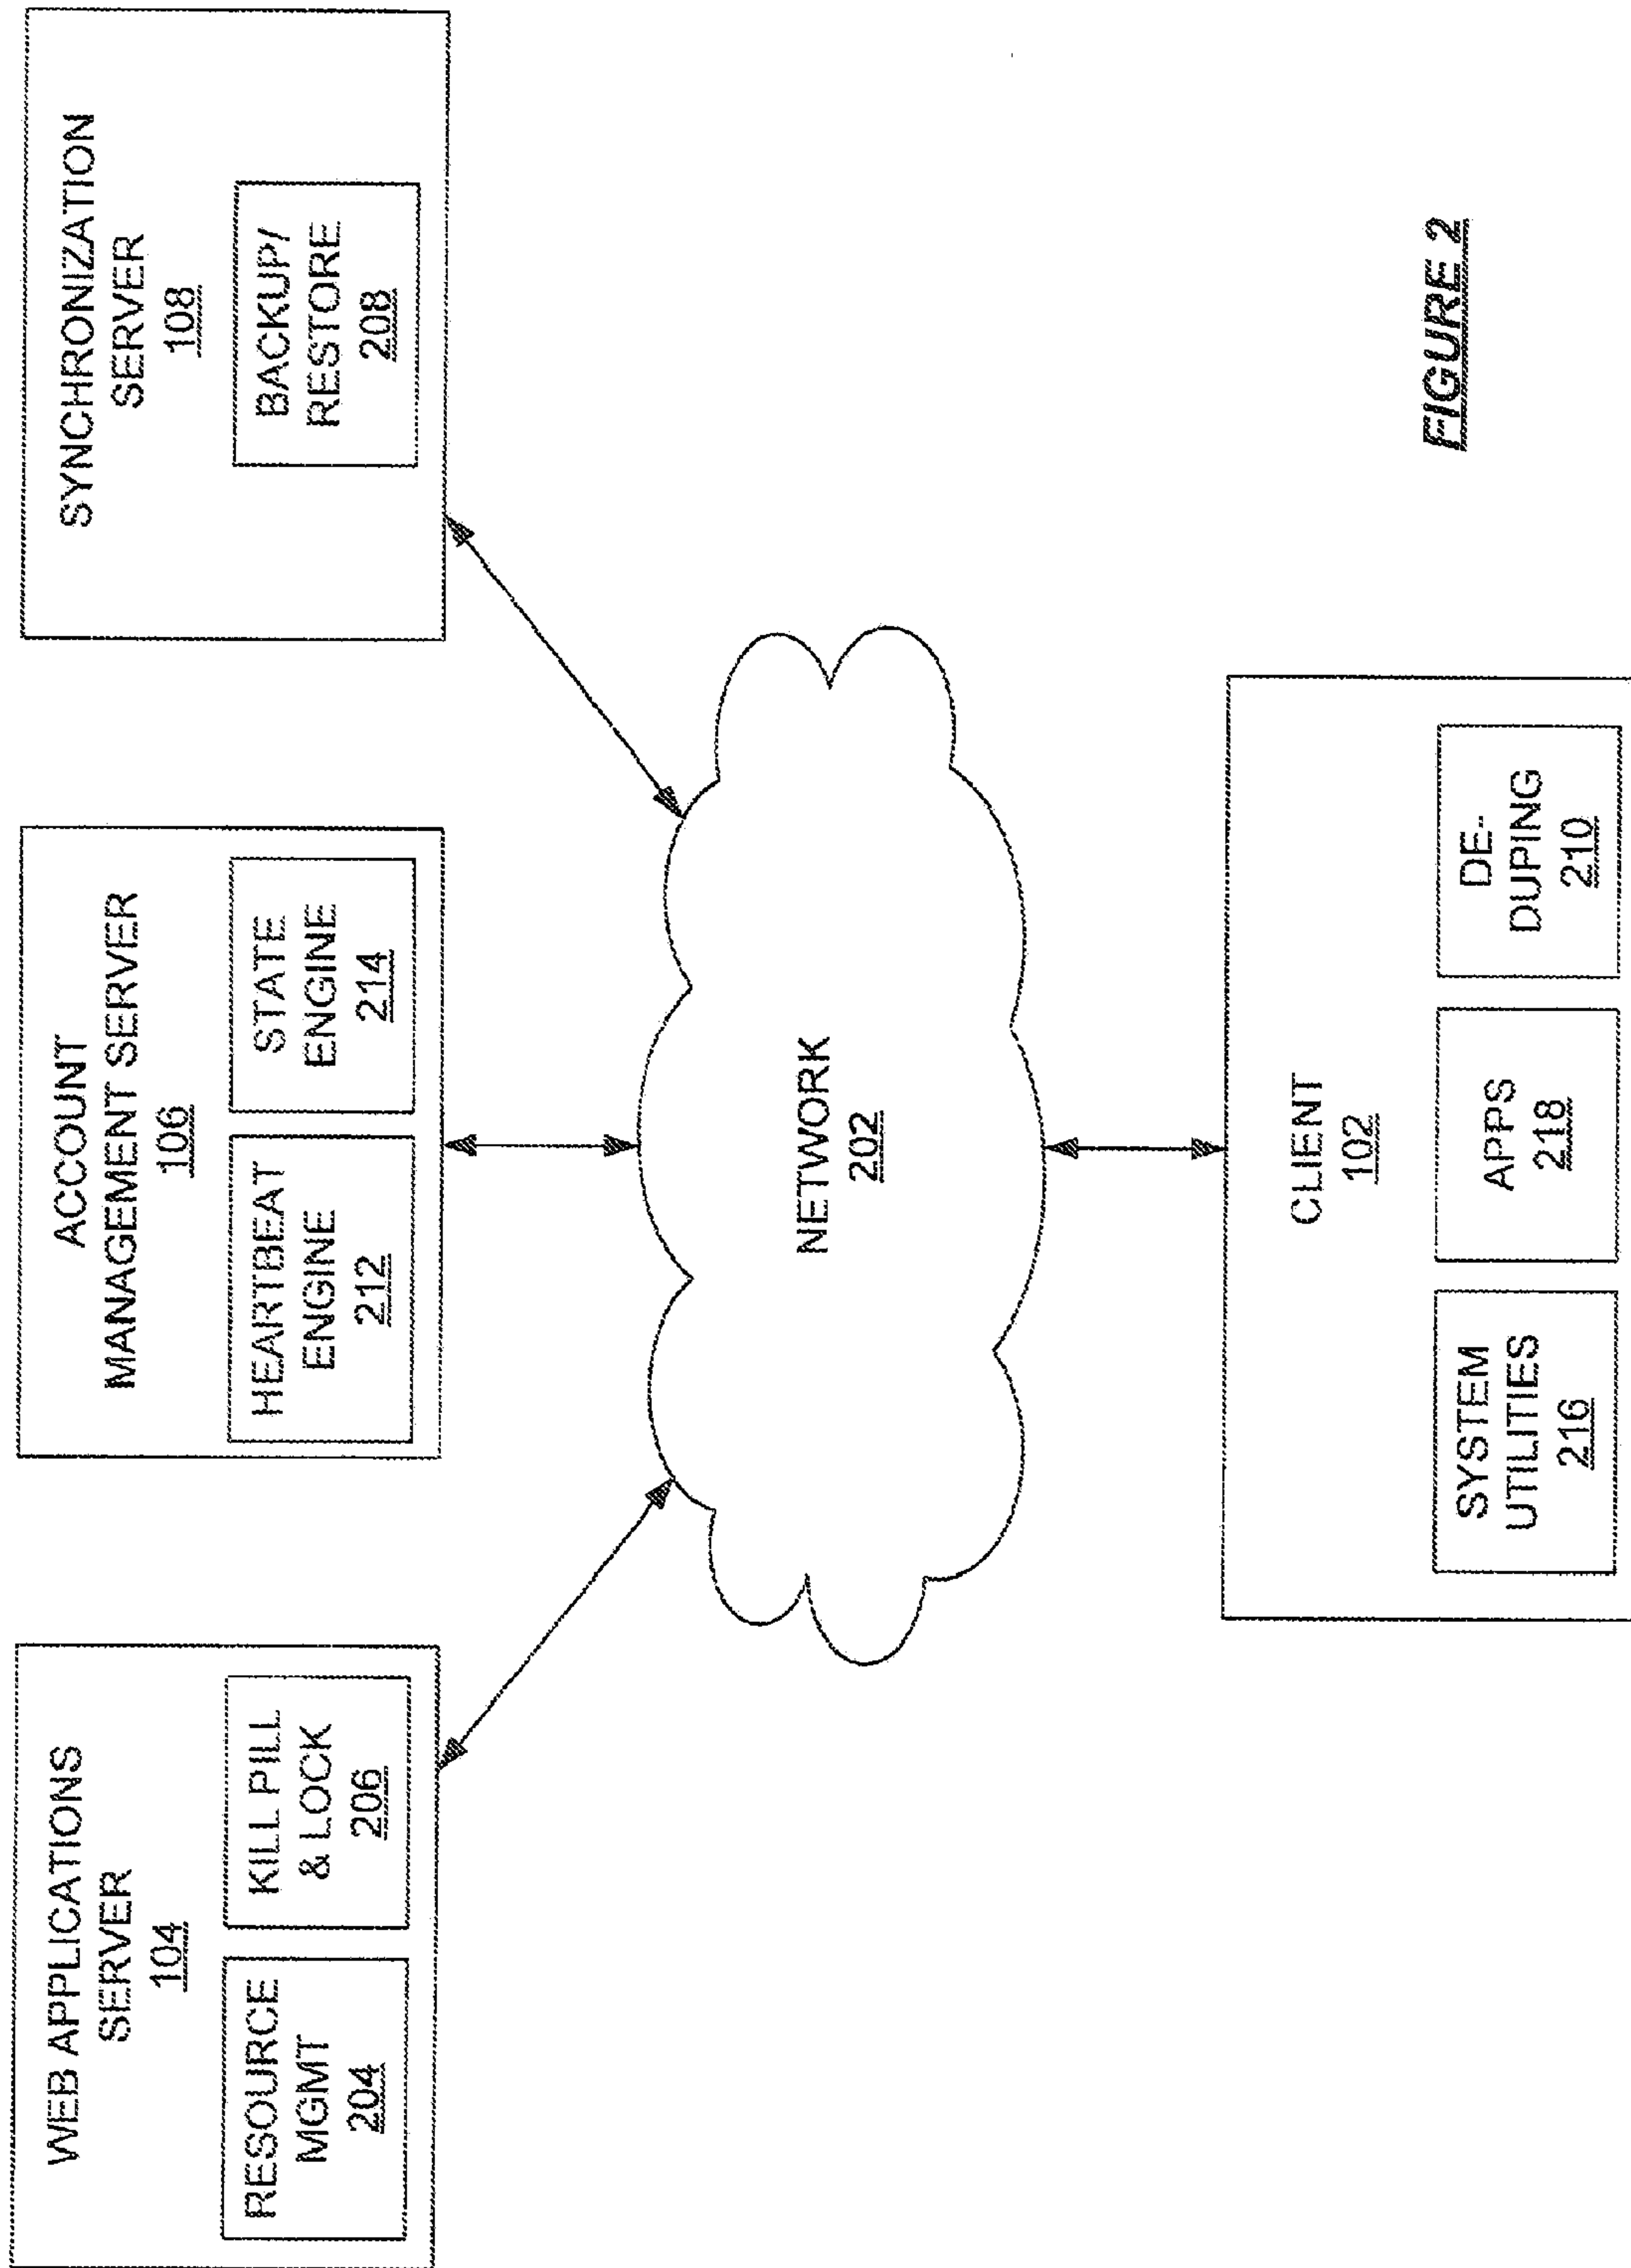 WEB APPLICATIONS
SERVER
104
RESOURCE
MGMT
204
KILL PILL
& LOCK
206
ACCOUNT
MANAGEMENT SERVER
106
HEARTBEAT
ENGINE
212
STATE
ENGINE
214
SYNCHRONIZATION
SERVER
108
BACKUP/
RESTORE
208
NETWORK
202
CLIENT
102
SYSTEM
UTILITIES
216
APPS
218
DE-
DUPING
210
FIGURE 2